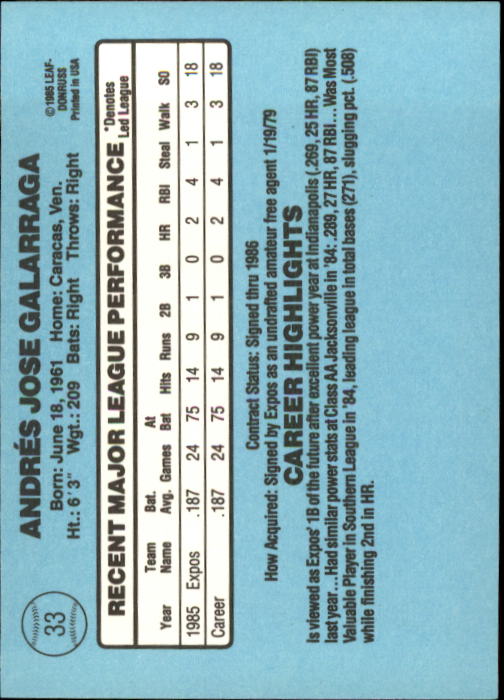 33
ANDRÉS JOSE GALARRAGA
©1985 LEAF-
DONRUSS
Printed in USA
Born: June 18, 1961 Home: Caracas, Ven.
Ht.: 6' 3" Wgt.: 209 Bats: Right Throws: Right
RECENT MAJOR LEAGUE PERFORMANCE
*Denotes
Led League
Team Bat. At
Year Name Avg. Games Bat Hits Runs 2B 3B HR RBI Steal Walk SO
1985 Expos .187 24 75 14 9 1 0 2 4 1 3 18
Career .187 24 75 14 9 1 0 2 4 1 3 18
Contract Status: Signed thru 1986
How Acquired: Signed by Expos as an undrafted amateur free agent 1/19/79
CAREER HIGHLIGHTS
Is viewed as Expos' 1B of the future after excellent power year at Indianapolis (.269, 25 HR, 87 RBI)
last year...Had similar power stats at Class AA Jacksonville in '84: .289, 27 HR, 87 RBI...Was Most
Valuable Player in Southern League in '84, leading league in total bases (271), slugging pct. (.508)
while finishing 2nd in HR.